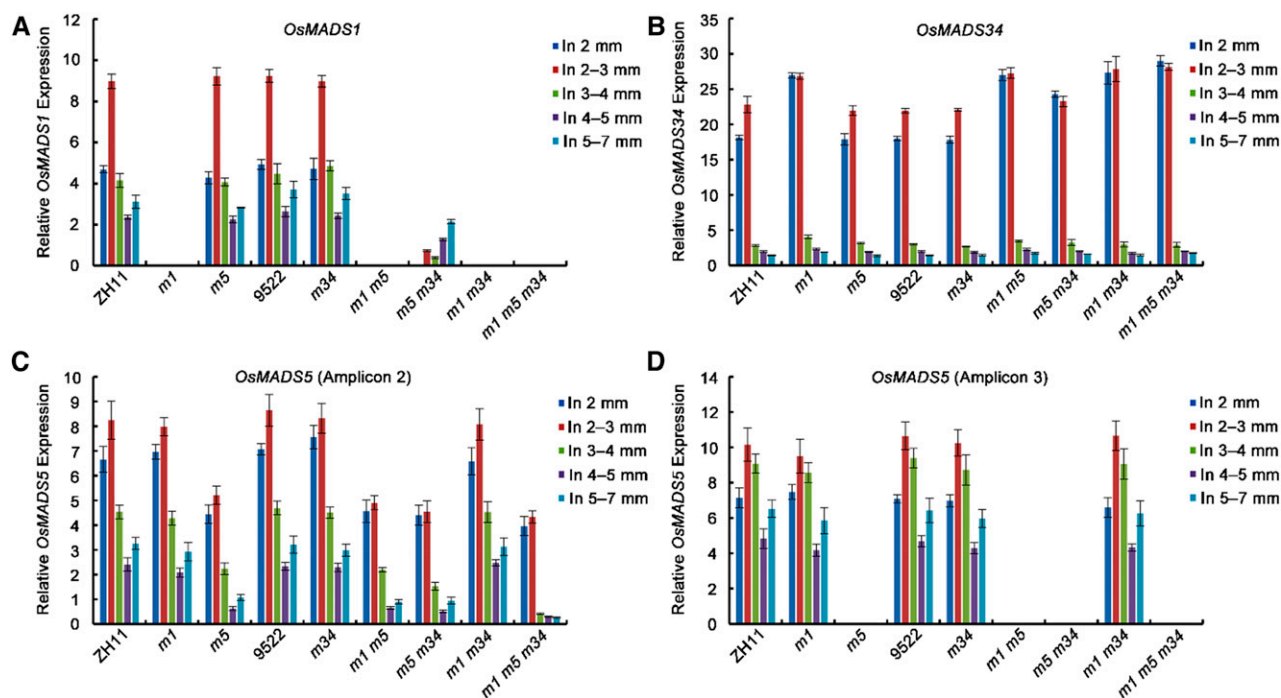 A
OsMADS1
Relative OsMADS1 Expression
12
10
8
6
4
2
0
ZH11
m1
m5
9522
m34
m1 m5
m5 m34
m1 m34
m1 m5 m34
In 2 mm
In 2–3 mm
In 3–4 mm
In 4–5 mm
In 5–7 mm
B
OsMADS34
Relative OsMADS34 Expression
35
30
25
20
15
10
5
0
ZH11
m1
m5
9522
m34
m1 m5
m5 m34
m1 m34
m1 m5 m34
In 2 mm
In 2–3 mm
In 3–4 mm
In 4–5 mm
In 5–7 mm
C
OsMADS5 (Amplicon 2)
Relative OsMADS5 Expression
10
9
8
7
6
5
4
3
2
1
0
ZH11
m1
m5
9522
m34
m1 m5
m5 m34
m1 m34
m1 m5 m34
In 2 mm
In 2–3 mm
In 3–4 mm
In 4–5 mm
In 5–7 mm
D
OsMADS5 (Amplicon 3)
Relative OsMADS5 Expression
14
12
10
8
6
4
2
0
ZH11
m1
m5
9522
m34
m1 m5
m5 m34
m1 m34
m1 m5 m34
In 2 mm
In 2–3 mm
In 3–4 mm
In 4–5 mm
In 5–7 mm